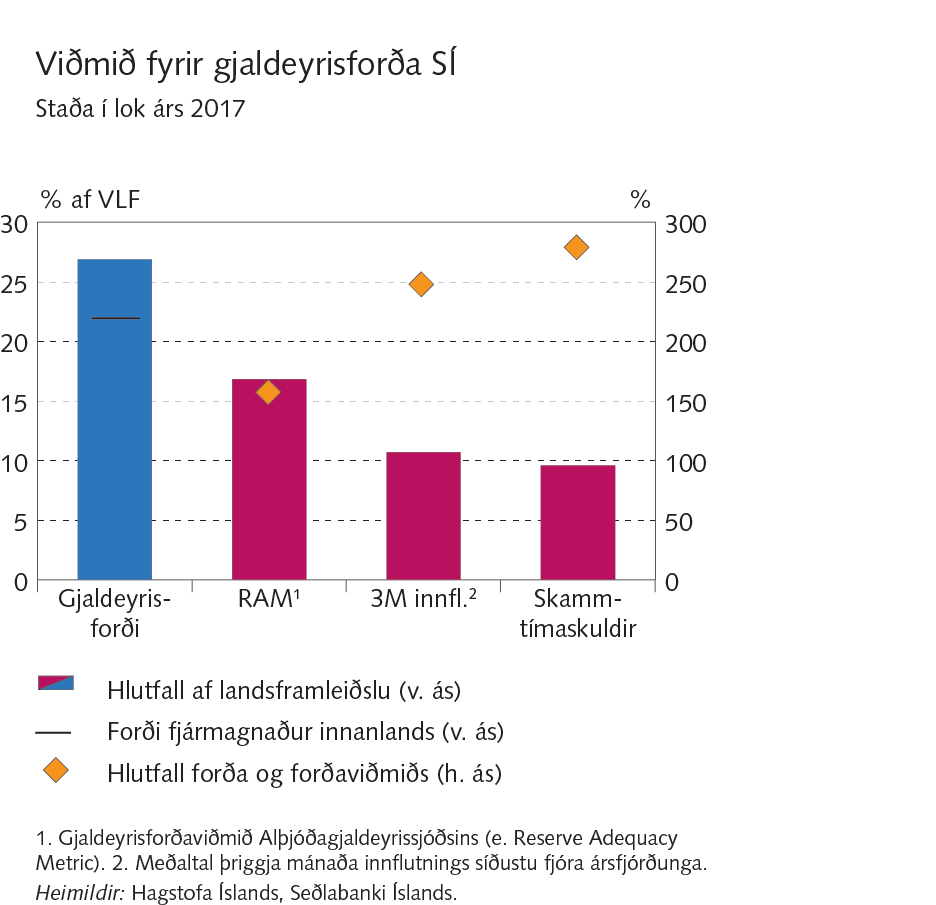 Viðmið fyrir gjaldeyrisforða SÍ
Staða í lok árs 2017
% af VLF
%
30
25
20
15
10
5
0
300
250
200
150
100
50
0
Gjaldeyris-
forði
RAM¹
3M innfl.²
Skamm-
tímaskuldir
Hlutfall af landsframleiðslu (v. ás)
Forði fjármagnaður innanlands (v. ás)
Hlutfall forða og forðaviðmiðs (h. ás)
1. Gjaldeyrisforðaviðmið Alþjóðagjaldeyrissjóðsins (e. Reserve Adequacy
Metric). 2. Meðaltal þriggja mánaða innflutnings síðustu fjóra ársfjórðunga.
Heimildir: Hagstofa Íslands, Seðlabanki Íslands.